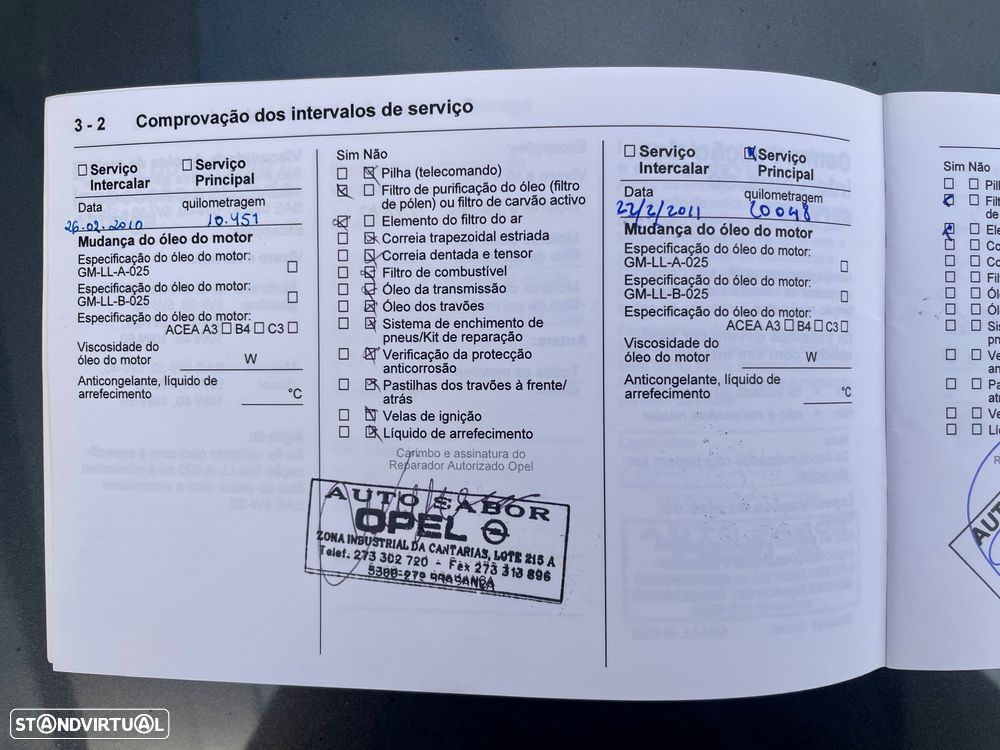 3 - 2 Comprovação dos intervalos de serviço
Serviço Intercalar
Serviço Principal
Data
quilometragem
26.02.2010
10.451
Mudança do óleo do motor
Especificação do óleo do motor:
GM-LL-A-025
Especificação do óleo do motor:
GM-LL-B-025
Especificação do óleo do motor:
ACEA A3 B4 C3
Viscosidade do
óleo do motor W
Anticongelante, líquido de
arrefecimento °C
Sim Não
Pilha (telecomando)
Filtro de purificação do óleo (filtro
de pólen) ou filtro de carvão activo
Elemento do filtro do ar
Correia trapezoidal estriada
Correia dentada e tensor
Filtro de combustível
Óleo da transmissão
Óleo dos travões
Sistema de enchimento de
pneus/Kit de reparação
Verificação da protecção
anticorrosão
Pastilhas dos travões à frente/
atrás
Velas de ignição
Líquido de arrefecimento
Carimbo e assinatura do
Reparador Autorizado Opel
AUTO SABOR
OPEL
ZONA INDUSTRIAL DA CANTARIAS, LOTE 215 A
Telef. 273 302 720 - Fax 273 313 896
5300-279 BRAGANÇA
Serviço Intercalar
Serviço Principal
Data
quilometragem
22/2/2011
20048
Mudança do óleo do motor
Especificação do óleo do motor:
GM-LL-A-025
Especificação do óleo do motor:
GM-LL-B-025
Especificação do óleo do motor:
ACEA A3 B4 C3
Viscosidade do
óleo do motor W
Anticongelante, líquido de
arrefecimento °C
Sim Não
STANDVIRTUAL